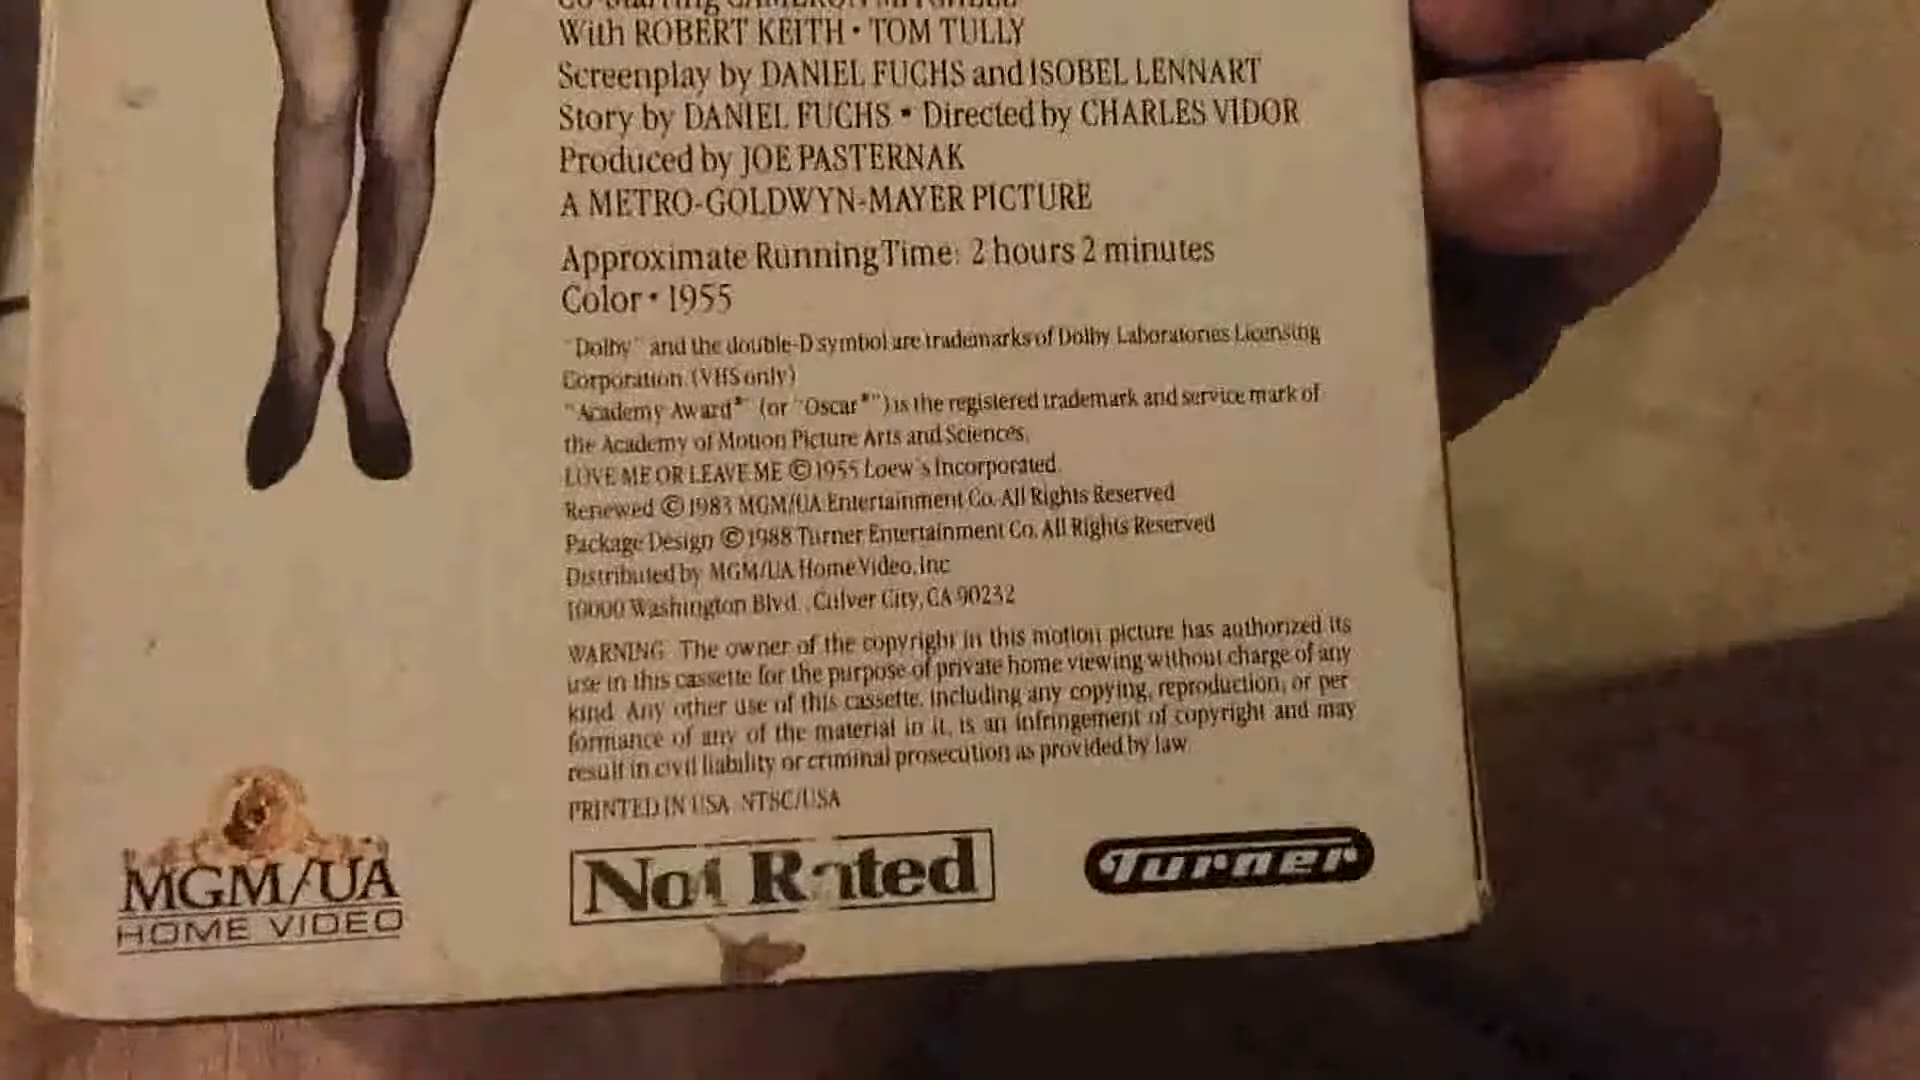 Co-Starring CAMERON MITCHELL
With ROBERT KEITH • TOM TULLY
Screenplay by DANIEL FUCHS and ISOBEL LENNART
Story by DANIEL FUCHS • Directed by CHARLES VIDOR
Produced by JOE PASTERNAK
A METRO-GOLDWYN-MAYER PICTURE
Approximate Running Time: 2 hours 2 minutes
Color • 1955
"Dolby" and the double-D symbol are trademarks of Dolby Laboratories Licensing
Corporation. (VHS only)
"Academy Award®" (or "Oscar®") is the registered trademark and service mark of
the Academy of Motion Picture Arts and Sciences.
LOVE ME OR LEAVE ME © 1955 Loew's Incorporated.
Renewed © 1983 MGM/UA Entertainment Co. All Rights Reserved
Package Design © 1988 Turner Entertainment Co. All Rights Reserved
Distributed by MGM/UA Home Video, Inc
10000 Washington Blvd., Culver City, CA 90232
WARNING: The owner of the copyright in this motion picture has authorized its
use in this cassette for the purpose of private home viewing without charge of any
kind. Any other use of this cassette, including any copying, reproduction, or per
formance of any of the material in it, is an infringement of copyright and may
result in civil liability or criminal prosecution as provided by law
PRINTED IN USA NTSC/USA
MGM/UA
HOME VIDEO
Not Rated
Turner